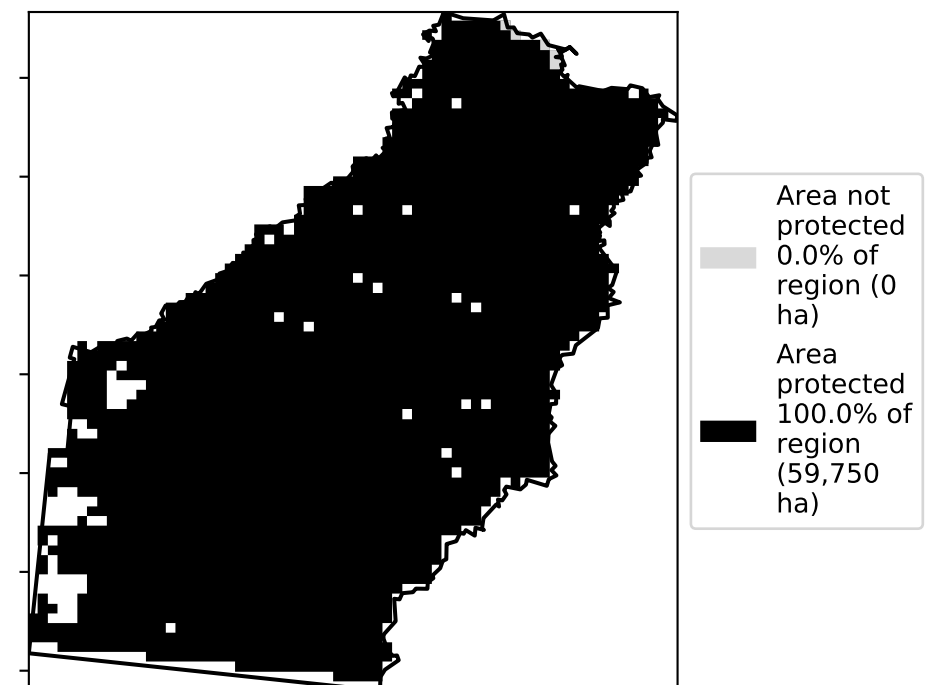 Area not
protected
0.0% of
region (0
ha)
Area
protected
100.0% of
region
(59,750
ha)